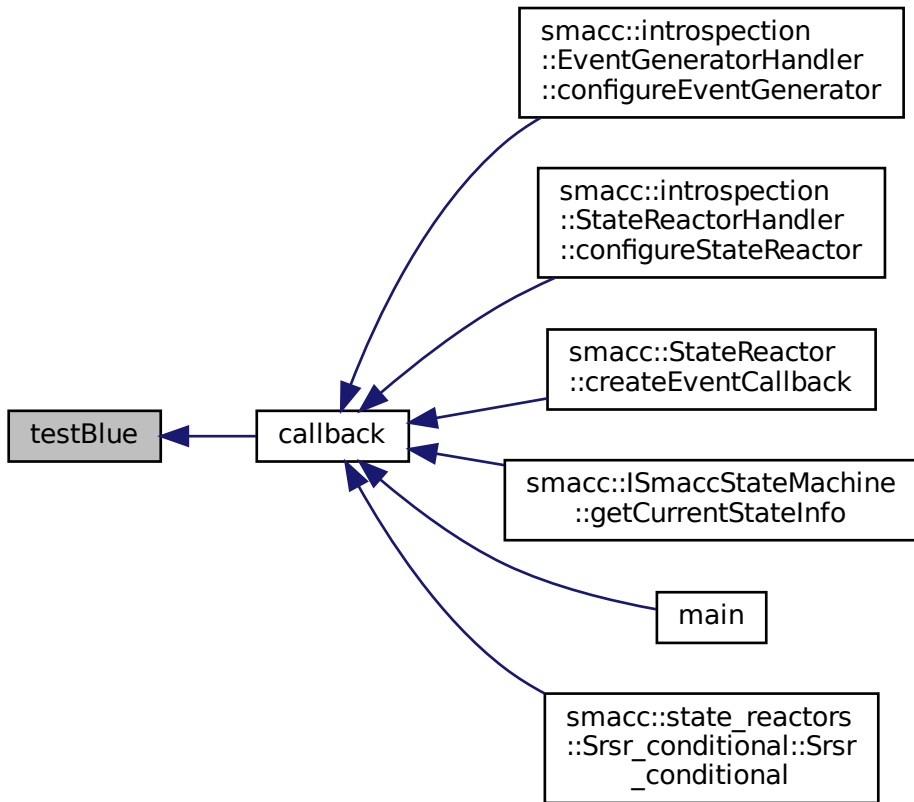 testBlue
callback
smacc::introspection
::EventGeneratorHandler
::configureEventGenerator
smacc::introspection
::StateReactorHandler
::configureStateReactor
smacc::StateReactor
::createEventCallback
smacc::ISmaccStateMachine
::getCurrentStateInfo
main
smacc::state_reactors
::Srsr_conditional::Srsr
_conditional